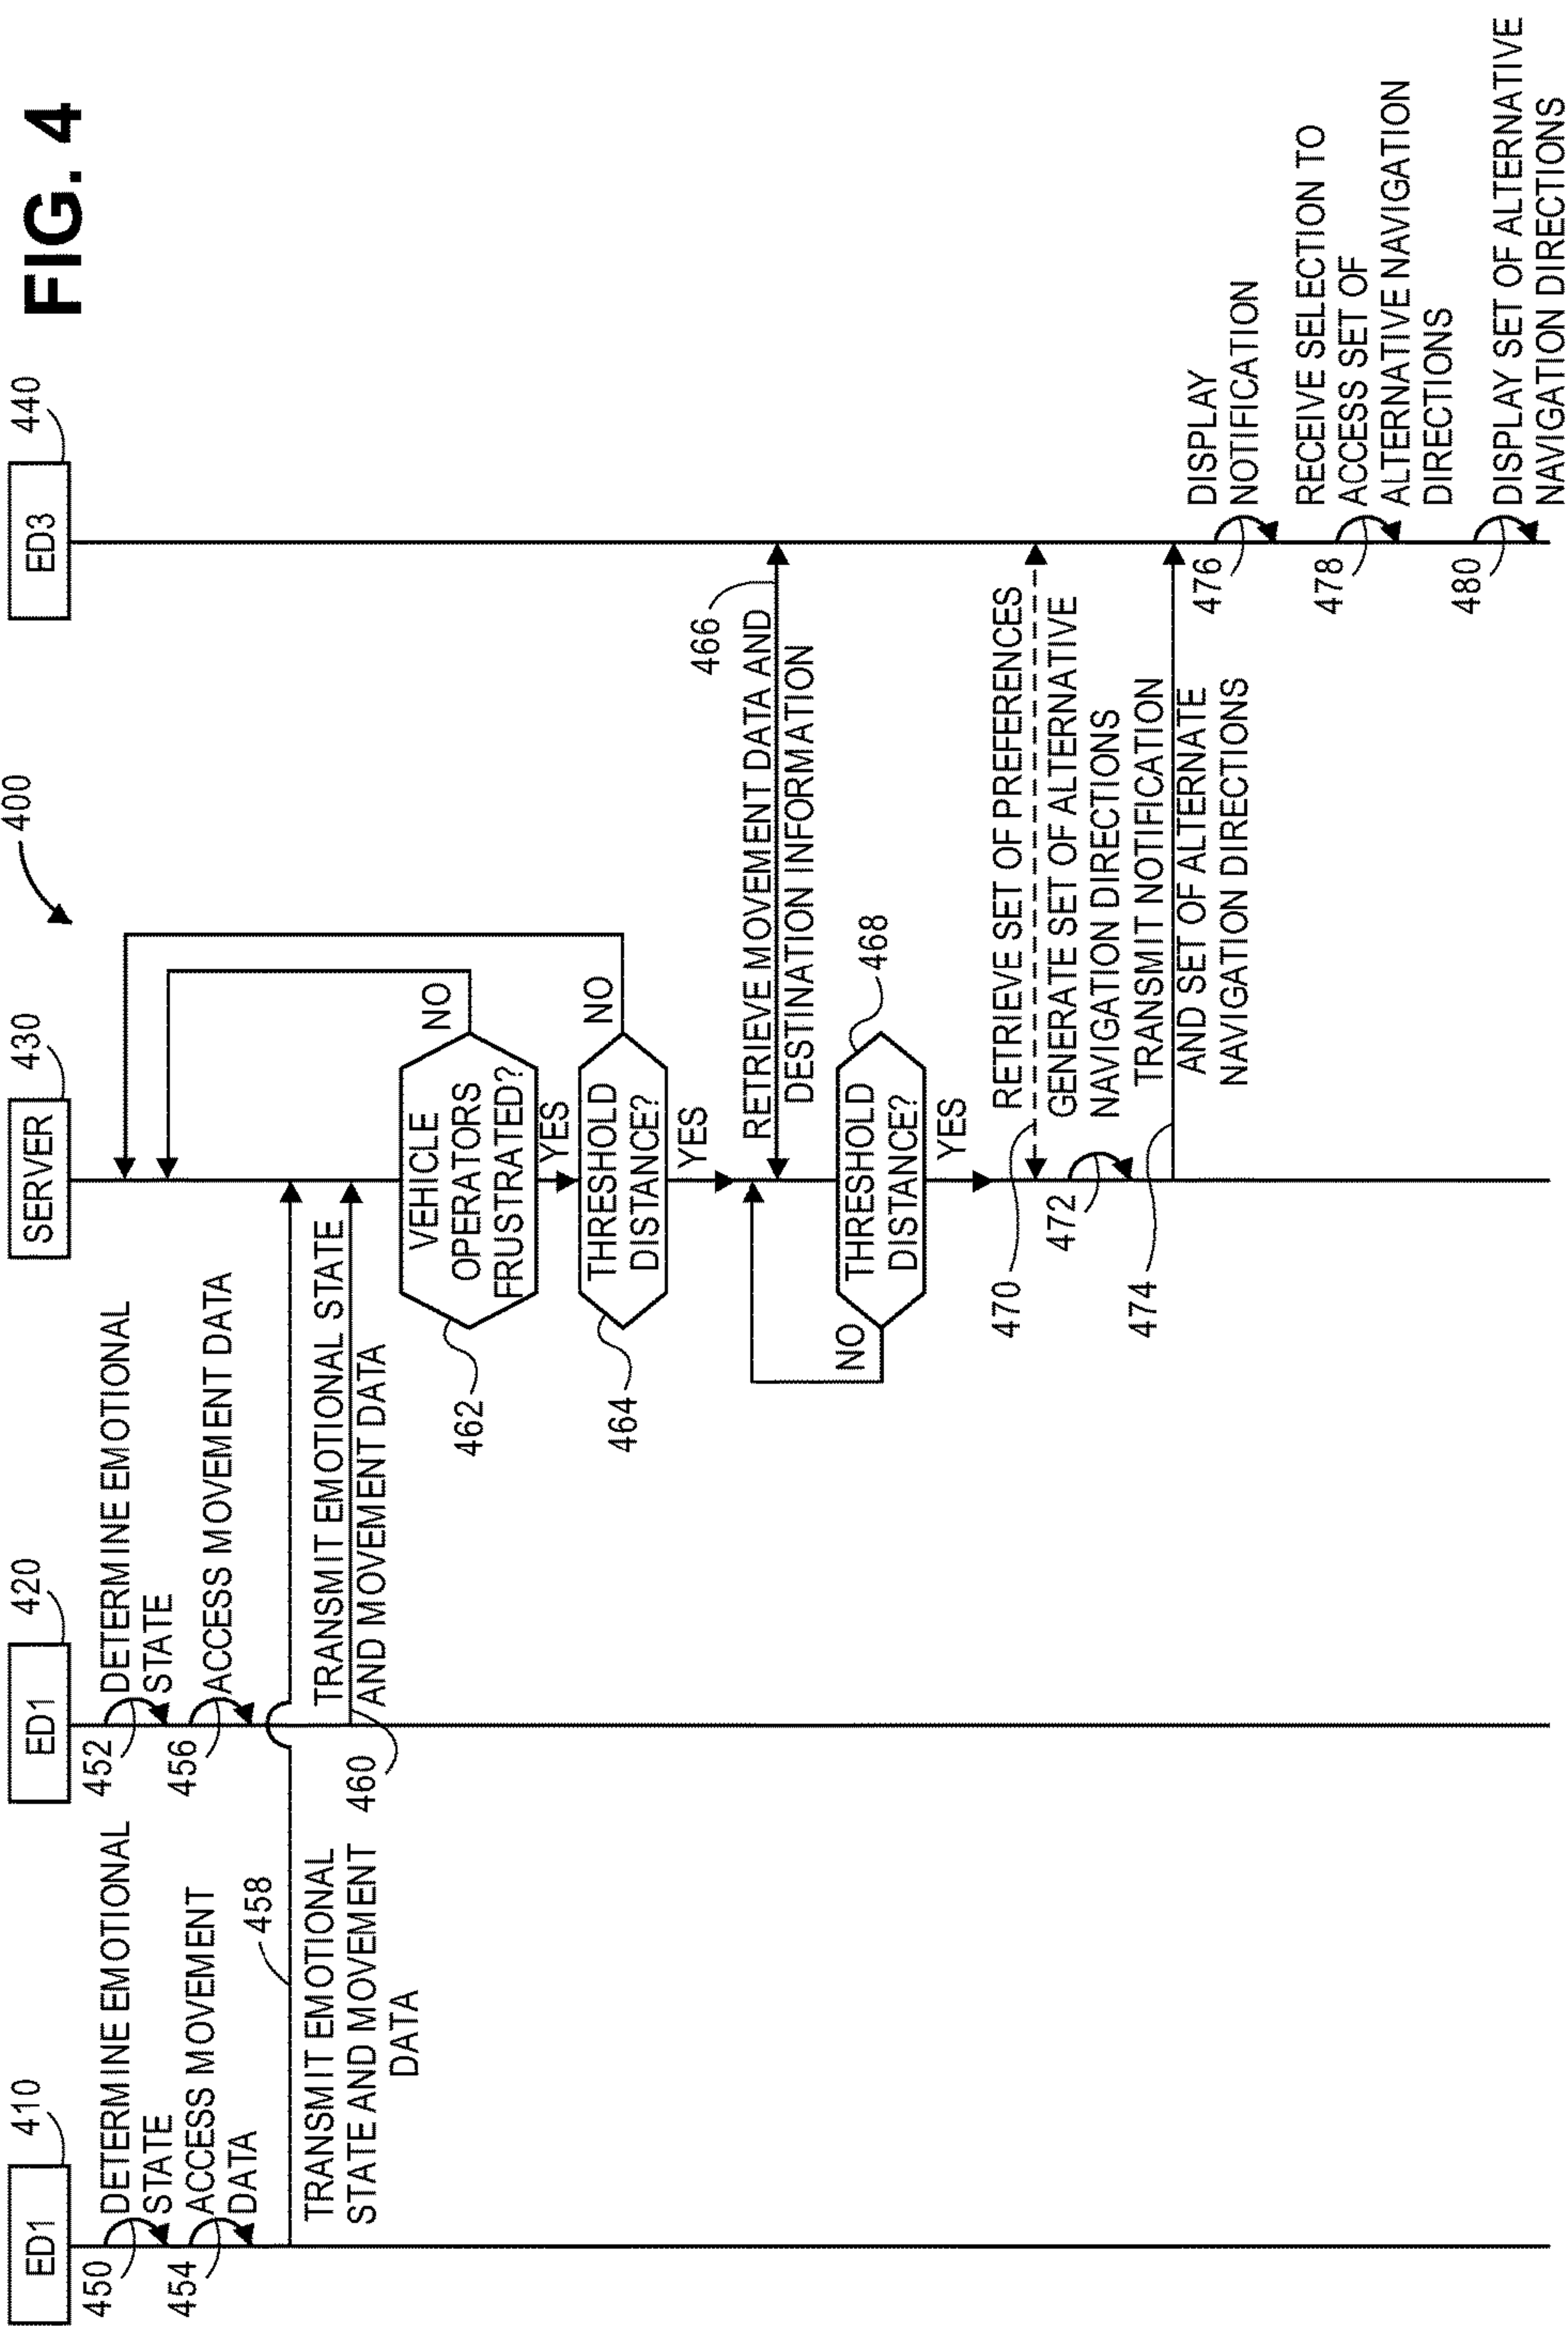 FIG. 4
400
ED1
410
ED1
420
SERVER
430
ED3
440
450
DETERMINE EMOTIONAL
STATE
454
ACCESS MOVEMENT
DATA
452
DETERMINE EMOTIONAL
STATE
456
ACCESS MOVEMENT DATA
458
TRANSMIT EMOTIONAL
STATE AND MOVEMENT
DATA
460
TRANSMIT EMOTIONAL STATE
AND MOVEMENT DATA
VEHICLE
OPERATORS
FRUSTRATED?
462
NO
YES
THRESHOLD
DISTANCE?
464
NO
YES
466
RETRIEVE MOVEMENT DATA AND
DESTINATION INFORMATION
THRESHOLD
DISTANCE?
468
NO
YES
470
RETRIEVE SET OF PREFERENCES
472
GENERATE SET OF ALTERNATIVE
NAVIGATION DIRECTIONS
474
TRANSMIT NOTIFICATION
AND SET OF ALTERNATE
NAVIGATION DIRECTIONS
476
DISPLAY
NOTIFICATION
478
RECEIVE SELECTION TO
ACCESS SET OF
ALTERNATIVE NAVIGATION
DIRECTIONS
480
DISPLAY SET OF ALTERNATIVE
NAVIGATION DIRECTIONS